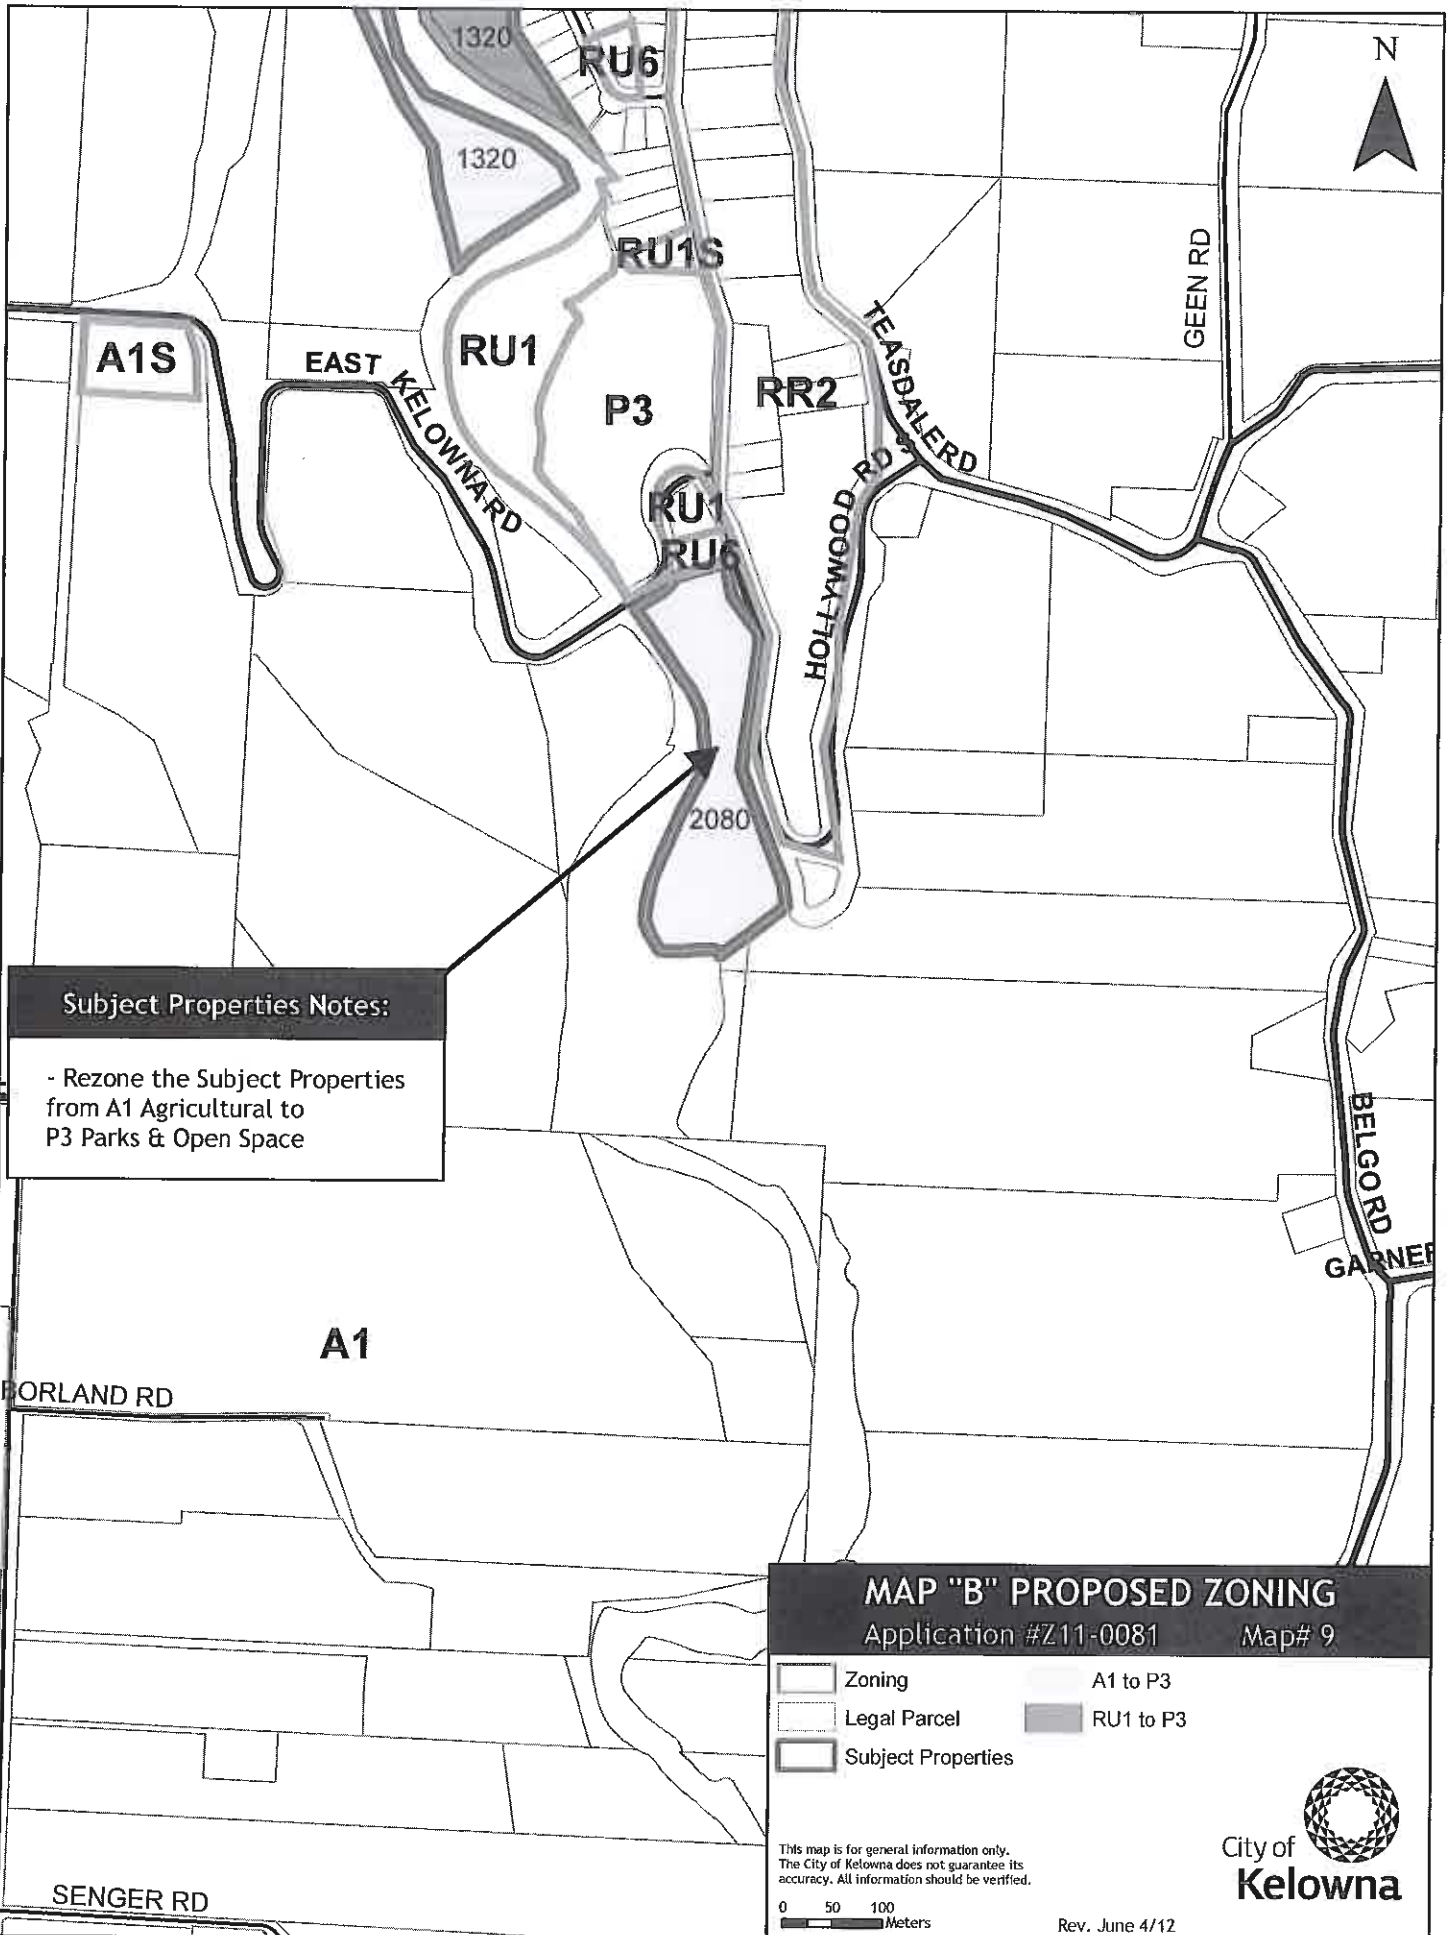 1320
RU6
N
1320
RU1S
GEEN RD
TEASDALE RD
A1S
EAST KELOWNA RD
RU1
P3
RR2
HOLLYWOOD RD
RU1
RU6
2080
Subject Properties Notes:
- Rezone the Subject Properties
from A1 Agricultural to
P3 Parks & Open Space
BELGO RD
GARNER
A1
BORLAND RD
SENGER RD
MAP "B" PROPOSED ZONING
Application #Z11-0081 Map# 9
Zoning
A1 to P3
Legal Parcel
RU1 to P3
Subject Properties
This map is for general information only.
The City of Kelowna does not guarantee its
accuracy. All information should be verified.
0 50 100
Meters
Rev. June 4/12
City of
Kelowna